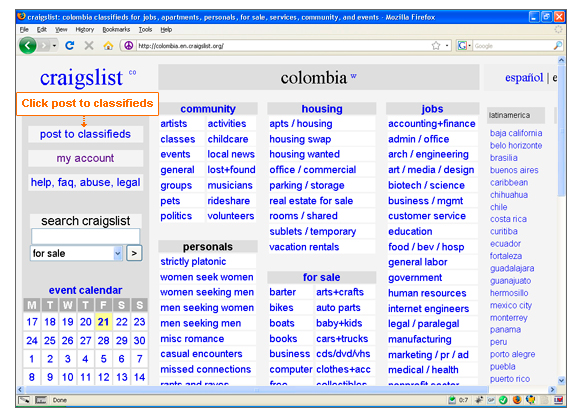 craigslist: colombia classifieds for jobs, apartments, personals, for sale, services, community, and events - Mozilla Firefox
File Edit View History Bookmarks Tools Help
http://colombia.en.craigslist.org/
Google
craigslist co
Click post to classifieds
post to classifieds
my account
help, faq, abuse, legal
search craigslist
for sale >
event calendar
M T W T F S S
17 18 19 20 21 22 23
24 25 26 27 28 29 30
1 2 3 4 5 6 7
8 9 10 11 12 13 14
colombia w
community
artists activities
classes childcare
events local news
general lost+found
groups musicians
pets rideshare
politics volunteers
personals
strictly platonic
women seek women
women seeking men
men seeking women
men seeking men
misc romance
casual encounters
missed connections
rants and raves
housing
apts / housing
housing swap
housing wanted
office / commercial
parking / storage
real estate for sale
rooms / shared
sublets / temporary
vacation rentals
for sale
barter arts+crafts
bikes auto parts
boats baby+kids
books cars+trucks
business cds/dvd/vhs
computer clothes+acc
free collectibles
jobs
accounting+finance
admin / office
arch / engineering
art / media / design
biotech / science
business / mgmt
customer service
education
food / bev / hosp
general labor
government
human resources
internet engineers
legal / paralegal
manufacturing
marketing / pr / ad
medical / health
nonprofit sector
español | e
latinamerica
baja california
belo horizonte
brasilia
buenos aires
caribbean
chihuahua
chile
costa rica
curitiba
ecuador
fortaleza
guadalajara
guanajuato
hermosillo
mexico city
monterrey
panama
peru
porto alegre
puebla
puerto rico
Done
0:7